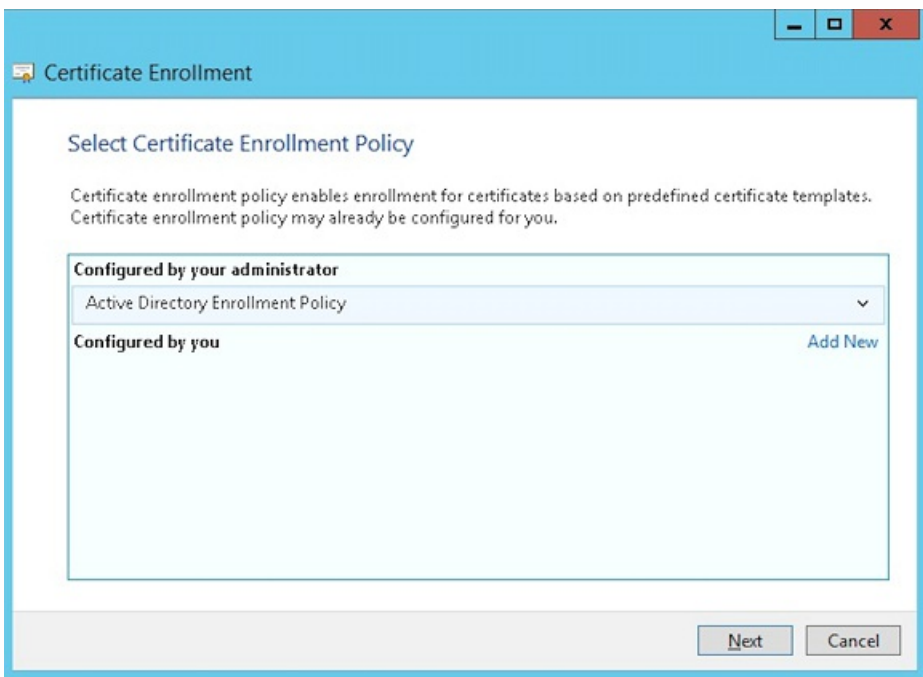 Certificate Enrollment
Select Certificate Enrollment Policy
Certificate enrollment policy enables enrollment for certificates based on predefined certificate templates.
Certificate enrollment policy may already be configured for you.
Configured by your administrator
Active Directory Enrollment Policy
Configured by you
Add New
Next
Cancel